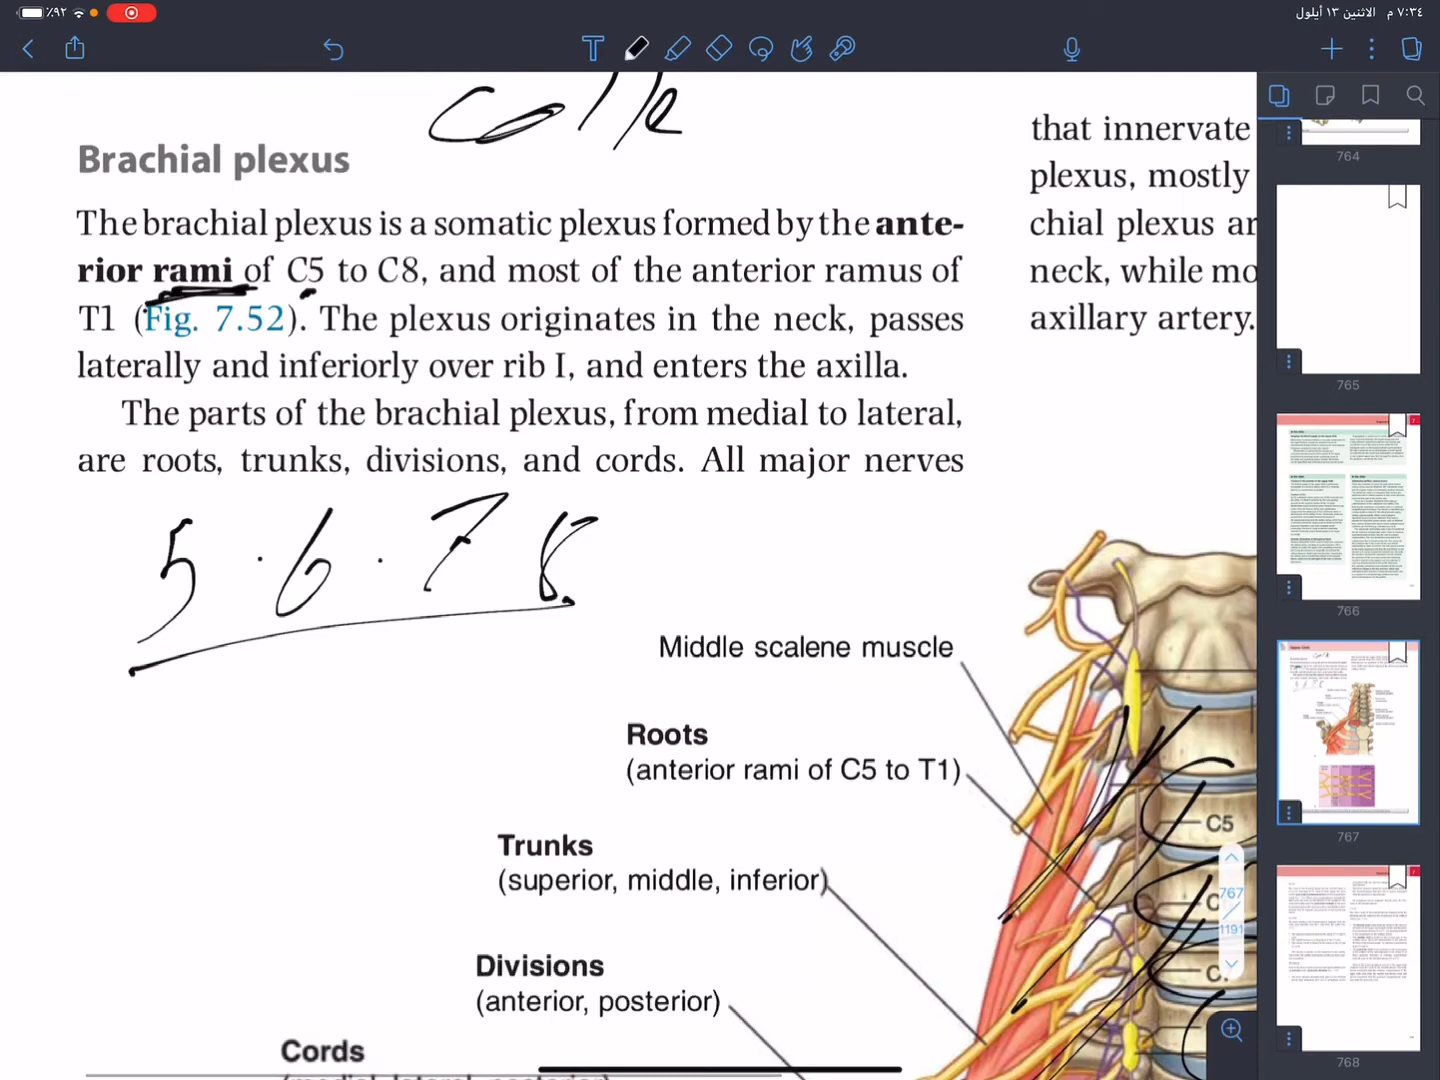 ٪٩٢
٧:٣٤ م الاثنين ١٣ أيلول
Brachial plexus
The brachial plexus is a somatic plexus formed by the ante-
rior rami of C5 to C8, and most of the anterior ramus of
T1 (Fig. 7.52). The plexus originates in the neck, passes
laterally and inferiorly over rib I, and enters the axilla.
The parts of the brachial plexus, from medial to lateral,
are roots, trunks, divisions, and cords. All major nerves
that innervate
plexus, mostly
chial plexus ar
neck, while mo
axillary artery.
5 · 6 · 7 8
Middle scalene muscle
Roots
(anterior rami of C5 to T1)
Trunks
(superior, middle, inferior)
Divisions
(anterior, posterior)
Cords
C5
767
1191
764
765
766
767
768